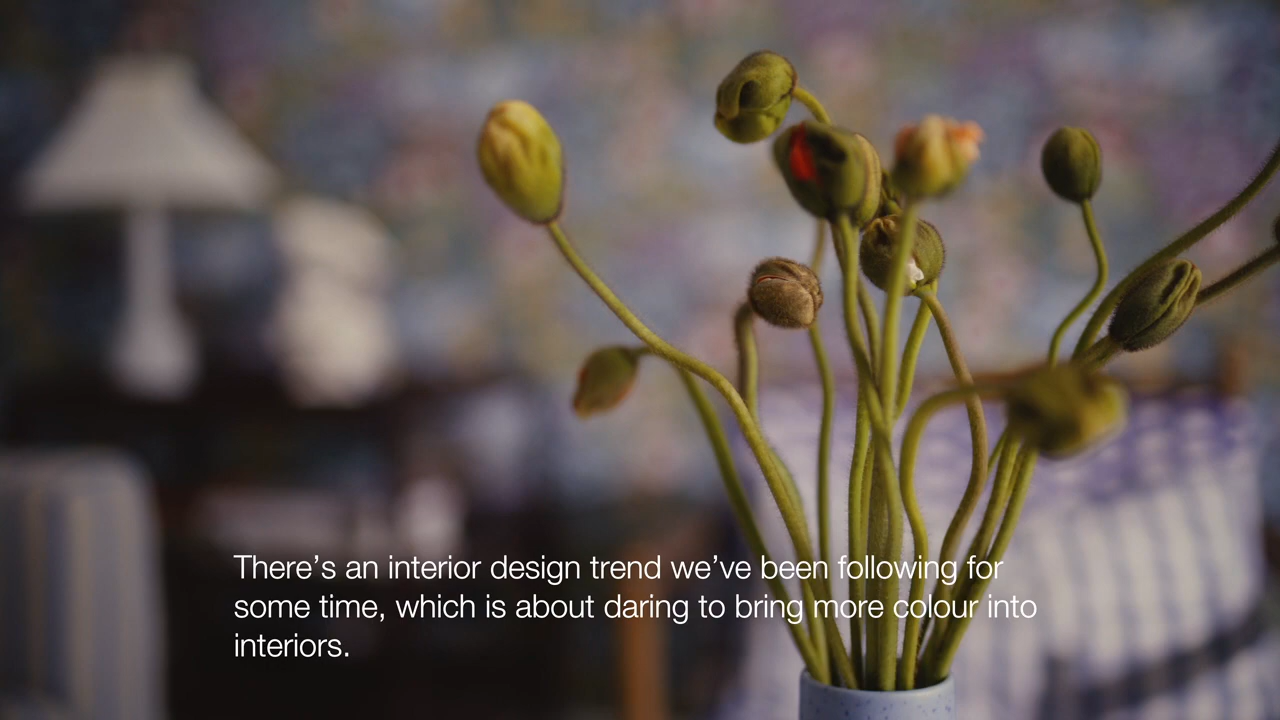 There’s an interior design trend we’ve been following for
some time, which is about daring to bring more colour into
interiors.